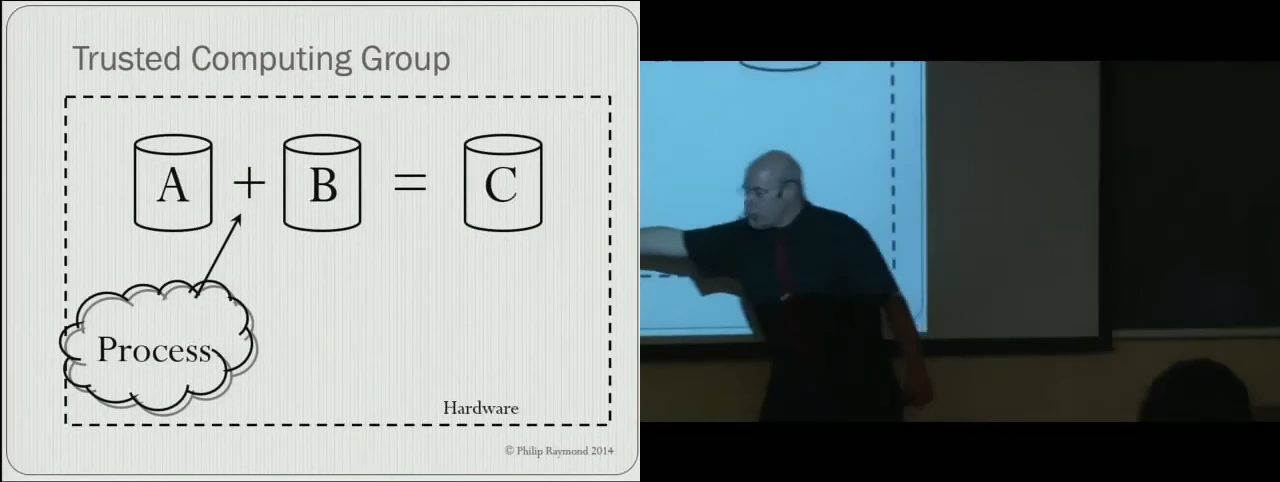 Trusted Computing Group
A + B = C
Process
Hardware
© Philip Raymond 2014